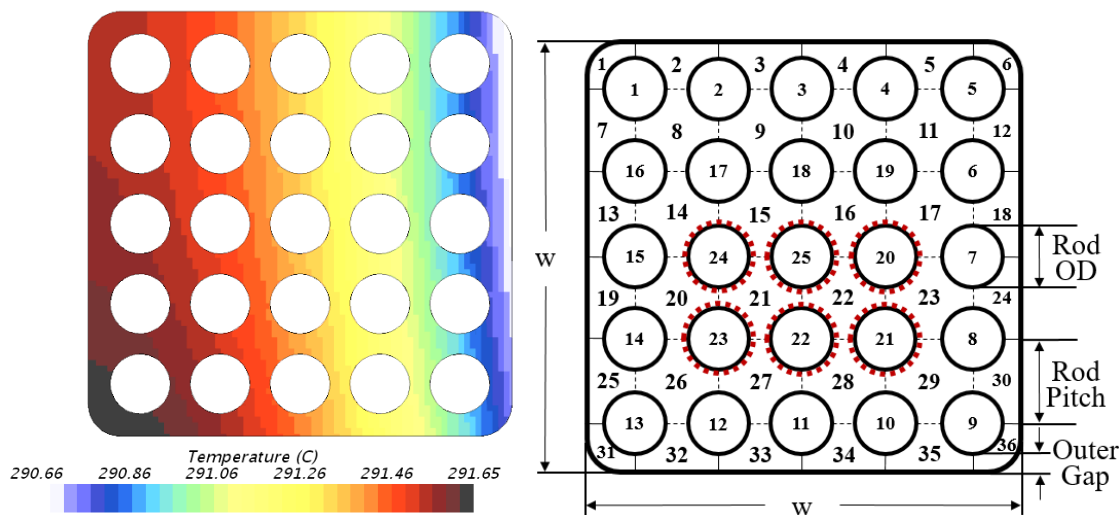 Temperature (C)
290.66 290.86 291.06 291.26 291.46 291.65
1 2 3 4 5 6
1 2 3 4 5
7 8 9 10 11 12
16 17 18 19 6
13 14 15 16 17 18
15 24 25 20 7
19 20 21 22 23 24
14 23 22 21 8
25 26 27 28 29 30
13 12 11 10 9
31 32 33 34 35 36
W
W
Rod
OD
Rod
Pitch
Outer
Gap